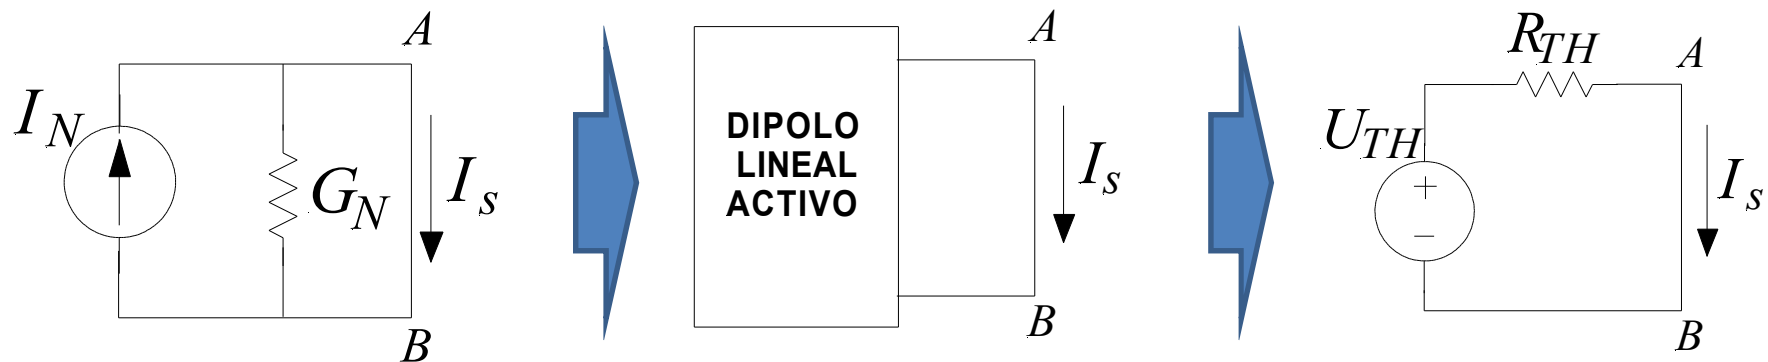 A
I_N
G_N
I_s
B
DIPOLO
LINEAL
ACTIVO
A
I_s
B
R_TH
A
U_TH
+
−
I_s
B